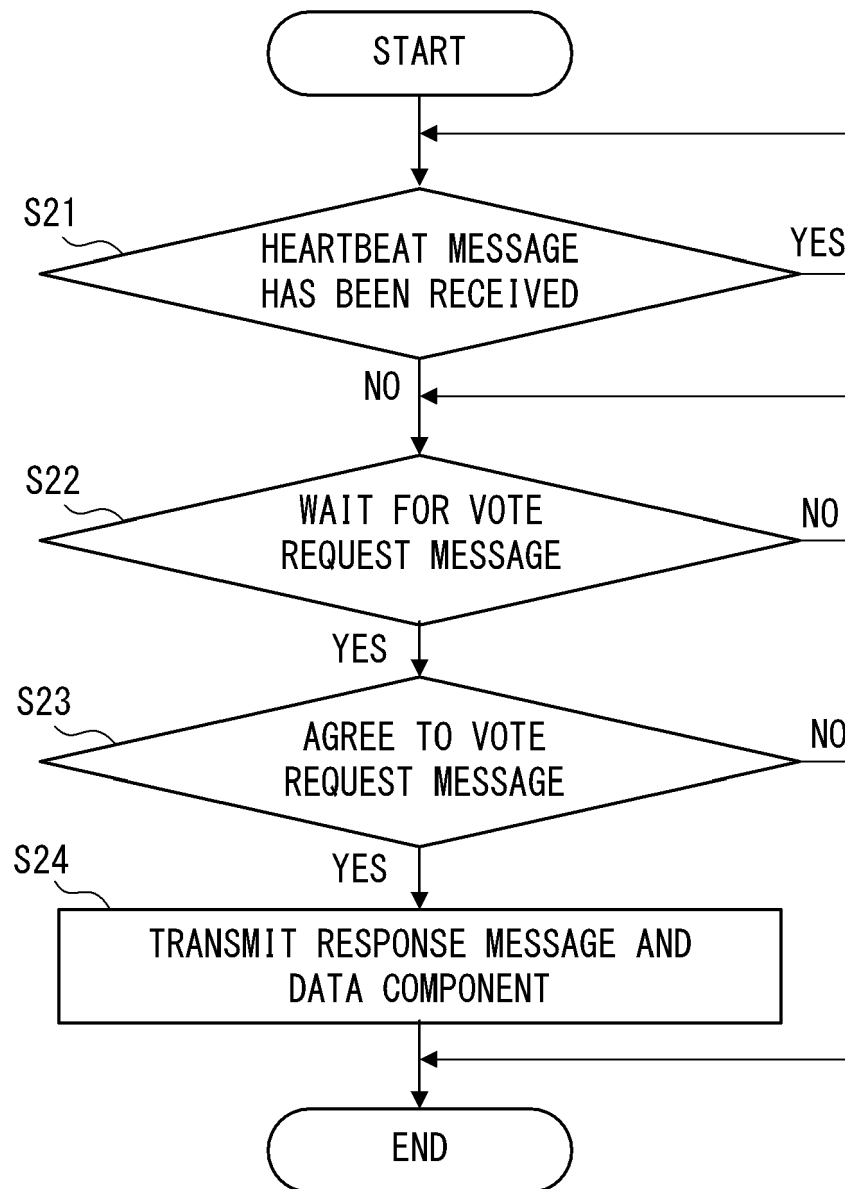 START
S21
HEARTBEAT MESSAGE
HAS BEEN RECEIVED
YES
NO
S22
WAIT FOR VOTE
REQUEST MESSAGE
NO
YES
S23
AGREE TO VOTE
REQUEST MESSAGE
NO
YES
S24
TRANSMIT RESPONSE MESSAGE AND
DATA COMPONENT
END